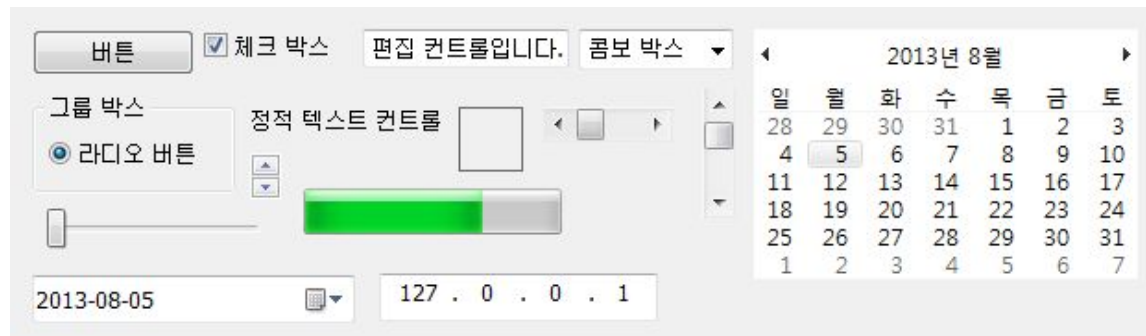 버튼
체크 박스
편집 컨트롤입니다.
콤보 박스
그룹 박스
라디오 버튼
정적 텍스트 컨트롤
2013-08-05
127 . 0 . 0 . 1
2013년 8월
일 월 화 수 목 금 토
28 29 30 31 1 2 3
4 5 6 7 8 9 10
11 12 13 14 15 16 17
18 19 20 21 22 23 24
25 26 27 28 29 30 31
1 2 3 4 5 6 7